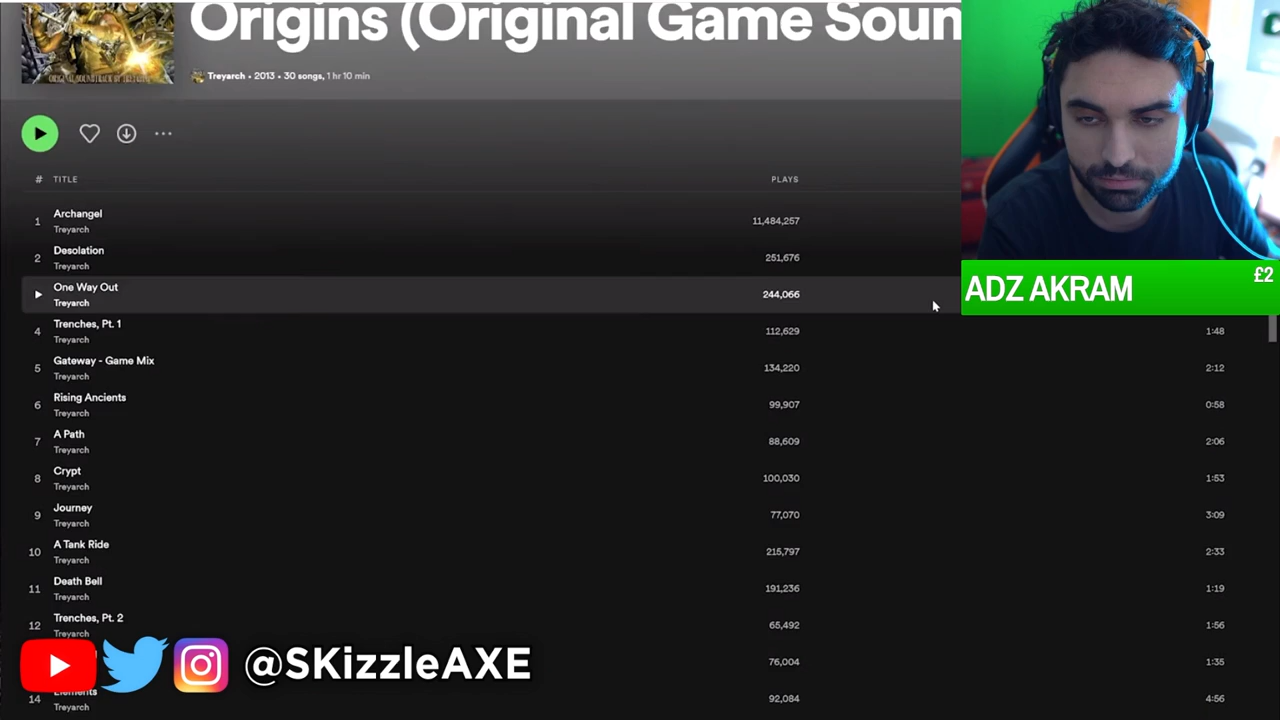 Origins (Original Game Soun
ORIGINAL SOUNDTRACK BY TREYARCH
Treyarch • 2013 • 30 songs, 1 hr 10 min
# TITLE PLAYS
1 Archangel 11,484,257
Treyarch
2 Desolation 251,676
Treyarch
One Way Out 244,066
Treyarch
ADZ AKRAM £2
4 Trenches, Pt. 1 112,629 1:48
Treyarch
5 Gateway - Game Mix 134,220 2:12
Treyarch
6 Rising Ancients 99,907 0:58
Treyarch
7 A Path 88,609 2:06
Treyarch
8 Crypt 100,030 1:53
Treyarch
9 Journey 77,070 3:09
Treyarch
10 A Tank Ride 215,797 2:33
Treyarch
11 Death Bell 191,236 1:19
Treyarch
12 Trenches, Pt. 2 65,492 1:56
Treyarch
76,004 1:35
@SKizzleAXE
14 Elements 92,084 4:56
Treyarch